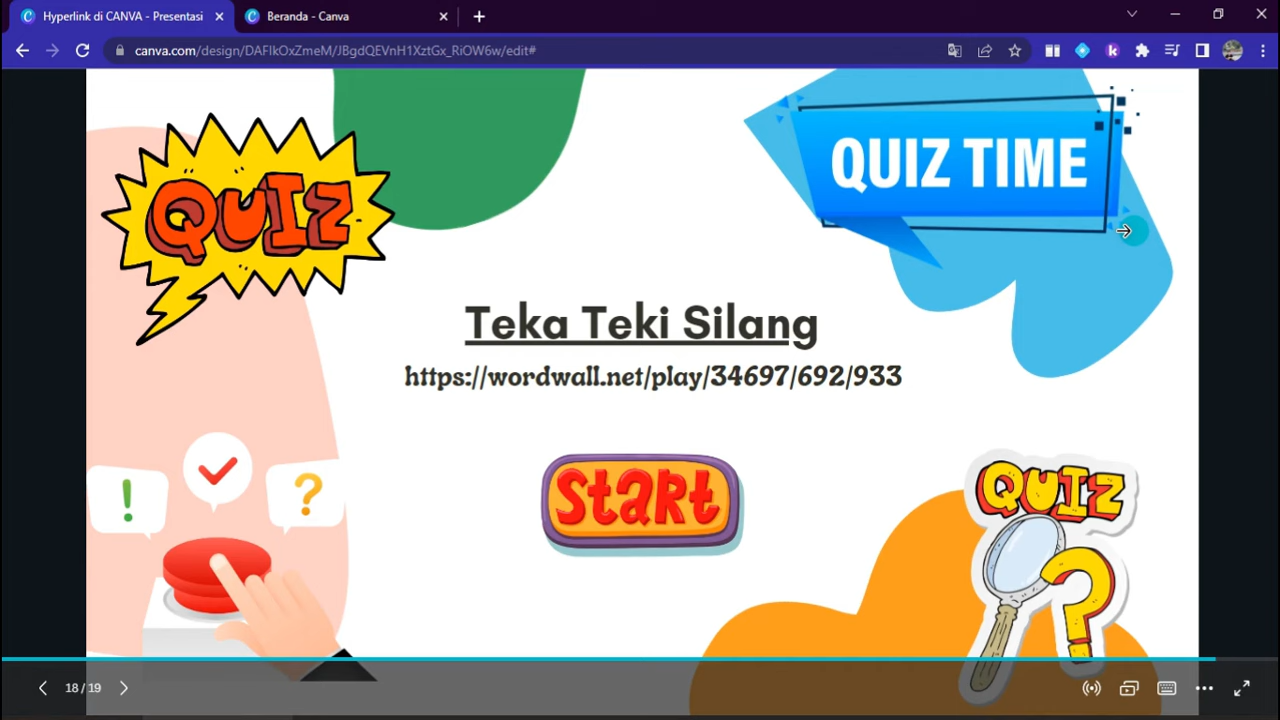 Hyperlink di CANVA - Presentasi
Beranda - Canva
canva.com/design/DAFIkOxZmeM/JBgdQEVnH1XztGx_RiOW6w/edit#
QUIZ
QUIZ TIME
Teka Teki Silang
https://wordwall.net/play/34697/692/933
!
?
Start
QUIZ
?
18 / 19